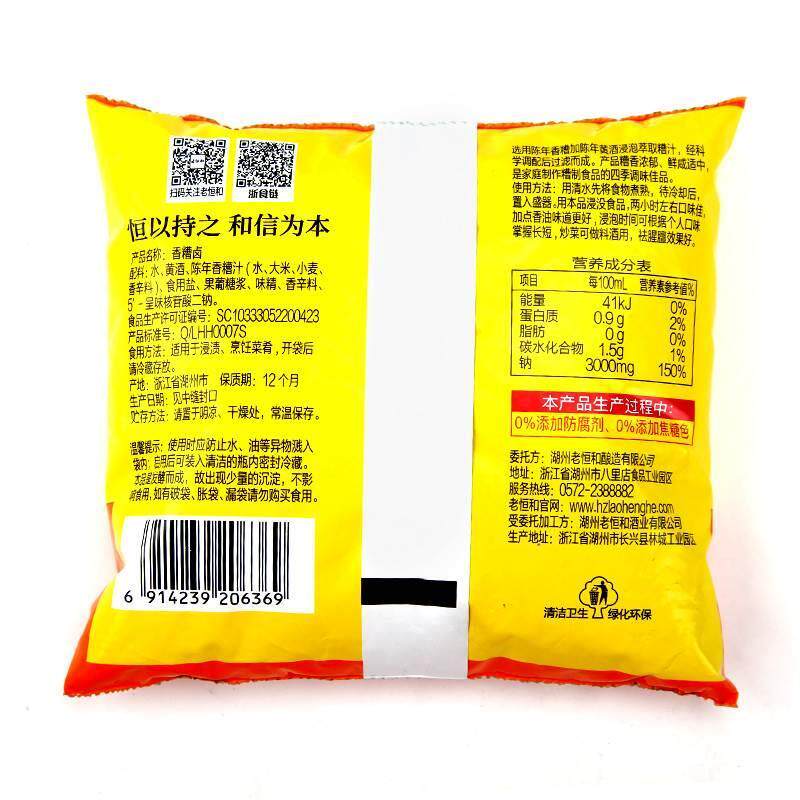 扫码关注老恒和
浙食链
恒以持之 和信为本
产品名称：香糟卤
配料：水、黄酒、陈年香糟汁（水、大米、小麦、
香辛料）、食用盐、果葡糖浆、味精、香辛料、
5'-呈味核苷酸二钠。
食品生产许可证编号：SC10333052200423
产品标准号：Q/LHH0007S
食用方法：适用于浸渍、烹饪菜肴，开袋后
请冷藏存放。
产地：浙江省湖州市 保质期：12个月
生产日期：见中缝封口
贮存方法：请置于阴凉、干燥处，常温保存。
温馨提示：使用时应防止水、油等异物溅入
袋内；启用后可装入清洁的瓶内密封冷藏。
本品是发酵而成，故出现少量的沉淀，不影
响食用，如有破袋、胀袋、漏袋请勿购买食用。
6 914239 206369
选用陈年香糟加陈年黄酒浸泡萃取糟汁，经科
学调配后过滤而成。产品糟香浓郁、鲜咸适中，
是家庭制作糟制食品的四季调味佳品。
使用方法：用清水先将食物煮熟，待冷却后，
置入盛器。用本品浸没食品，两小时左右口味佳，
加点香油味道更好，浸泡时间可根据个人口味
掌握长短，炒菜可做料酒用，祛腥膻效果好。
营养成分表
项目 每100mL 营养素参考值%
能量 41kJ 0%
蛋白质 0.9g 2%
脂肪 0g 0%
碳水化合物 1.5g 1%
钠 3000mg 150%
本产品生产过程中：
0%添加防腐剂、0%添加焦糖色
委托方：湖州老恒和酿造有限公司
地址：浙江省湖州市八里店食品工业园区
服务热线：0572-2388882
老恒和官网：www.hzlaohenghe.com
受委托加工方：湖州老恒和酒业有限公司
生产地址：浙江省湖州市长兴县林城工业园区
清洁卫生 绿化环保